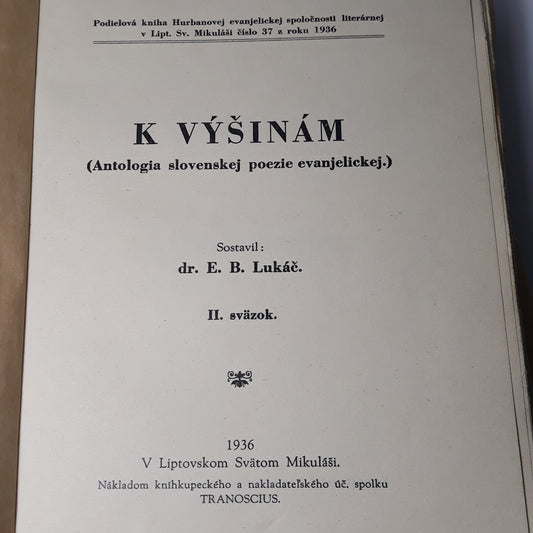 Podielová kniha Hurbanovej evanjelickej spoločnosti literárnej
v Lipt. Sv. Mikuláši číslo 37 z roku 1936
K VÝŠINÁM
(Antologia slovenskej poezie evanjelickej.)
Sostavil:
dr. E. B. Lukáč.
II. sväzok.
1936
V Liptovskom Svätom Mikuláši.
Nákladom kníhkupeckého a nakladateľského úč. spolku
TRANOSCIUS.